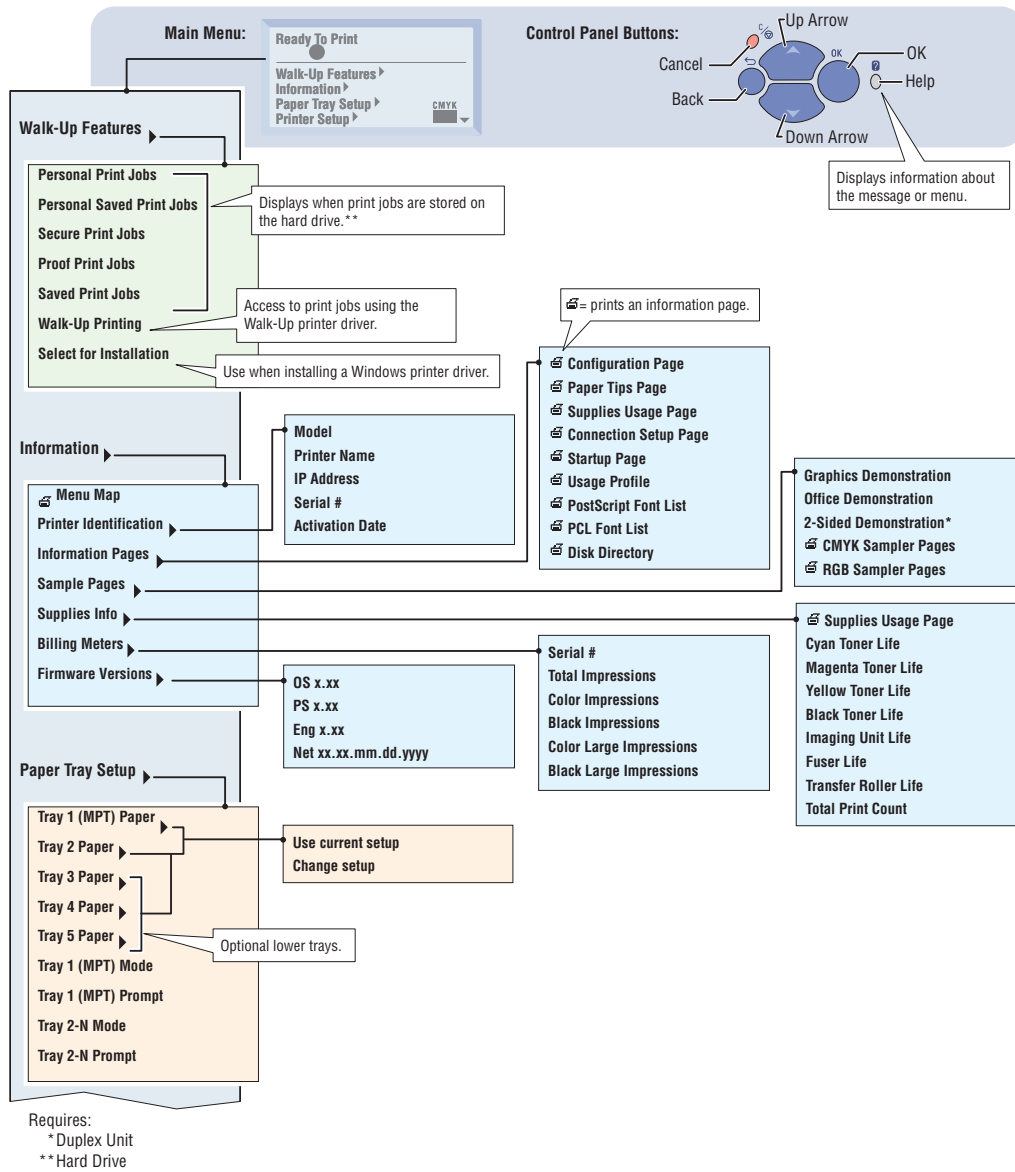 Main Menu:
Ready To Print
Walk-Up Features
Information
Paper Tray Setup
Printer Setup
CMYK
Control Panel Buttons:
Up Arrow
C/
Cancel
OK
OK
?
Help
Back
Down Arrow
Displays information about
the message or menu.
Walk-Up Features
Personal Print Jobs
Personal Saved Print Jobs
Secure Print Jobs
Proof Print Jobs
Saved Print Jobs
Walk-Up Printing
Select for Installation
Displays when print jobs are stored on
the hard drive.**
Access to print jobs using the
Walk-Up printer driver.
Use when installing a Windows printer driver.
= prints an information page.
Information
Menu Map
Printer Identification
Information Pages
Sample Pages
Supplies Info
Billing Meters
Firmware Versions
Model
Printer Name
IP Address
Serial #
Activation Date
Configuration Page
Paper Tips Page
Supplies Usage Page
Connection Setup Page
Startup Page
Usage Profile
PostScript Font List
PCL Font List
Disk Directory
Graphics Demonstration
Office Demonstration
2-Sided Demonstration*
CMYK Sampler Pages
RGB Sampler Pages
Supplies Usage Page
Cyan Toner Life
Magenta Toner Life
Yellow Toner Life
Black Toner Life
Imaging Unit Life
Fuser Life
Transfer Roller Life
Total Print Count
Serial #
Total Impressions
Color Impressions
Black Impressions
Color Large Impressions
Black Large Impressions
OS x.xx
PS x.xx
Eng x.xx
Net xx.xx.mm.dd.yyyy
Paper Tray Setup
Tray 1 (MPT) Paper
Tray 2 Paper
Tray 3 Paper
Tray 4 Paper
Tray 5 Paper
Tray 1 (MPT) Mode
Tray 1 (MPT) Prompt
Tray 2-N Mode
Tray 2-N Prompt
Use current setup
Change setup
Optional lower trays.
Requires:
*Duplex Unit
**Hard Drive